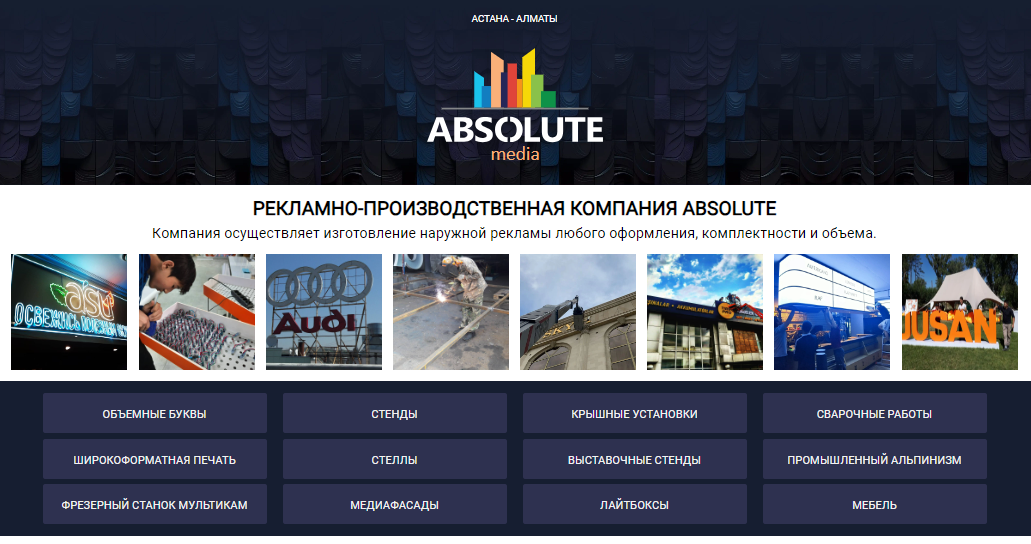 АСТАНА - АЛМАТЫ
ABSOLUTE
media
РЕКЛАМНО-ПРОИЗВОДСТВЕННАЯ КОМПАНИЯ ABSOLUTE
Компания осуществляет изготовление наружной рекламы любого оформления, комплектности и объема.
Audi
SKY
JUSAN
ОБЪЕМНЫЕ БУКВЫ
СТЕНДЫ
КРЫШНЫЕ УСТАНОВКИ
СВАРОЧНЫЕ РАБОТЫ
ШИРОКОФОРМАТНАЯ ПЕЧАТЬ
СТЕЛЛЫ
ВЫСТАВОЧНЫЕ СТЕНДЫ
ПРОМЫШЛЕННЫЙ АЛЬПИНИЗМ
ФРЕЗЕРНЫЙ СТАНОК МУЛЬТИКАМ
МЕДИАФАСАДЫ
ЛАЙТБОКСЫ
МЕБЕЛЬ